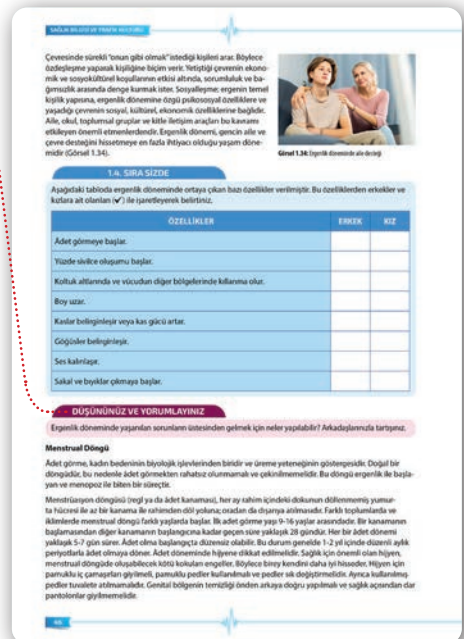 SAĞLIK BİLGİSİ VE TRAFİK KÜLTÜRÜ
Çevresinde sürekli "onun gibi olmak" istediği kişileri arar. Böylece
özdeşleşme yaparak kişiliğine biçim verir. Yetiştiği çevrenin ekono-
mik ve sosyokültürel koşullarının etkisi altında, sorumluluk ve ba-
ğımsızlık arasında denge kurmak ister. Sosyalleşme; ergenin temel
kişilik yapısına, ergenlik dönemine özgü psikososyal özelliklere ve
yaşadığı çevrenin sosyal, kültürel, ekonomik özelliklerine bağlıdır.
Aile, okul, toplumsal gruplar ve kitle iletişim araçları bu kavramı
etkileyen önemli etmenlerdendir. Ergenlik dönemi, gencin aile ve
çevre desteğini hissetmeye en fazla ihtiyacı olduğu yaşam döne-
midir (Görsel 1.34).
Görsel 1.34: Ergenlik döneminde aile desteği
1.4. SIRA SİZDE
Aşağıdaki tabloda ergenlik döneminde ortaya çıkan bazı özellikler verilmiştir. Bu özelliklerden erkekler ve
kızlara ait olanları (✔) ile işaretleyerek belirtiniz.
ÖZELLİKLER ERKEK KIZ
Âdet görmeye başlar.
Yüzde sivilce oluşumu başlar.
Koltuk altlarında ve vücudun diğer bölgelerinde kıllanma olur.
Boy uzar.
Kaslar belirginleşir veya kas gücü artar.
Göğüsler belirginleşir.
Ses kalınlaşır.
Sakal ve bıyıklar çıkmaya başlar.
DÜŞÜNÜNÜZ VE YORUMLAYINIZ
Ergenlik döneminde yaşanılan sorunların üstesinden gelmek için neler yapılabilir? Arkadaşlarınızla tartışınız.
Menstrual Döngü
Âdet görme, kadın bedeninin biyolojik işlevlerinden biridir ve üreme yeteneğinin göstergesidir. Doğal bir
döngüdür, bu nedenle âdet görmekten rahatsız olunmamalı ve çekinilmemelidir. Bu döngü ergenlik ile başla-
yan ve menopoz ile biten bir süreçtir.
Menstrüasyon döngüsü (regl ya da âdet kanaması), her ay rahim içindeki dokunun döllenmemiş yumur-
ta hücresi ile az bir kanama ile rahimden döl yoluna; oradan da dışarıya atılmasıdır. Farklı toplumlarda ve
iklimlerde menstrual döngü farklı yaşlarda başlar. İlk âdet görme yaşı 9-16 yaşlar arasındadır. Bir kanamanın
başlamasından diğer kanamanın başlangıcına kadar geçen süre yaklaşık 28 gündür. Her bir âdet dönemi
yaklaşık 5-7 gün sürer. Âdet olma başlangıçta düzensiz olabilir. Bu durum genelde 1-2 yıl içinde düzenli aylık
periyotlarla âdet olmaya döner. Âdet döneminde hijyene dikkat edilmelidir. Sağlık için önemli olan hijyen,
menstrual döngüde oluşabilecek kötü kokuları engeller. Böylece birey kendini daha iyi hisseder. Hijyen için
pamuklu iç çamaşırları giyilmeli, pamuklu pedler kullanılmalı ve pedler sık değiştirilmelidir. Ayrıca kullanılmış
pedler tuvalete atılmamalıdır. Genital bölgenin temizliği önden arkaya doğru yapılmalı ve sağlık açısından dar
pantolonlar giyilmemelidir.